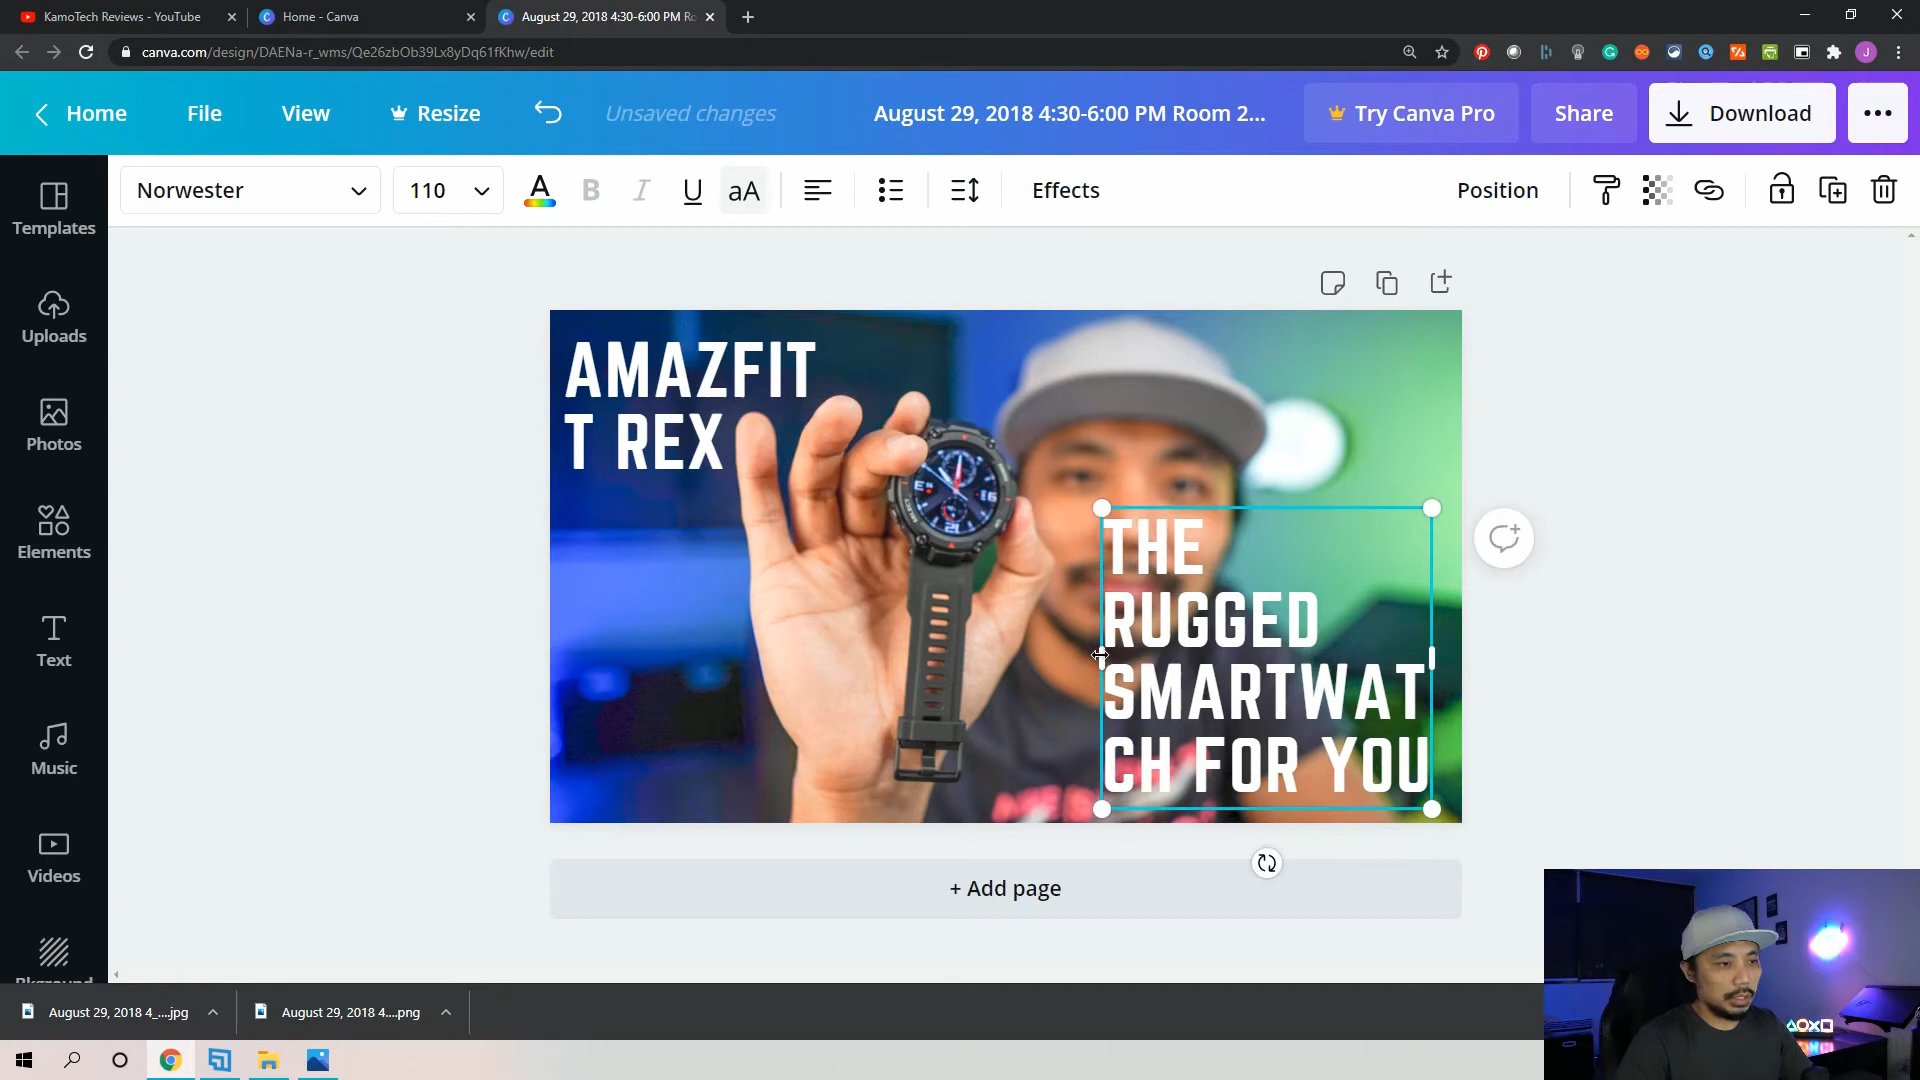 KamoTech Reviews - YouTube
Home - Canva
August 29, 2018 4:30-6:00 PM Ro
canva.com/design/DAENa-r_wms/Qe26zbOb39Lx8yDq61fKhw/edit
Home
File
View
Resize
Unsaved changes
August 29, 2018 4:30-6:00 PM Room 2...
Try Canva Pro
Share
Download
Norwester
110
A
B
I
U
aA
Effects
Position
Templates
Uploads
Photos
Elements
Text
Music
Videos
Bkground
AMAZFIT
T REX
THE
RUGGED
SMARTWAT
CH FOR YOU
+ Add page
August 29, 2018 4_....jpg
August 29, 2018 4....png